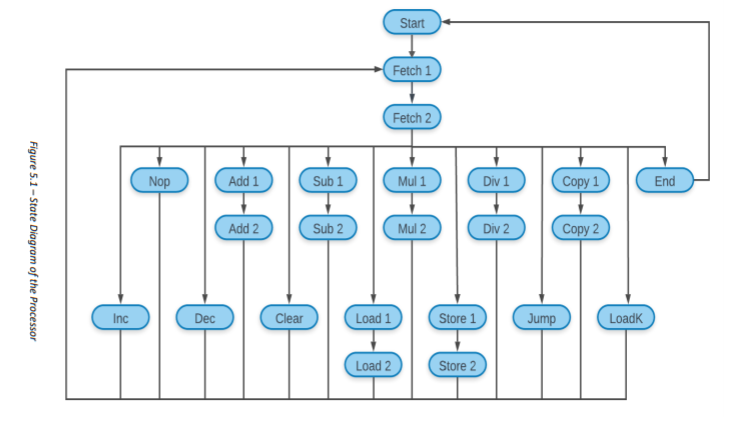 Start
Fetch 1
Fetch 2
Nop
Add 1
Sub 1
Mul 1
Div 1
Copy 1
End
Add 2
Sub 2
Mul 2
Div 2
Copy 2
Inc
Dec
Clear
Load 1
Store 1
Jump
LoadK
Load 2
Store 2
Figure 5.1 – State Diagram of the Processor